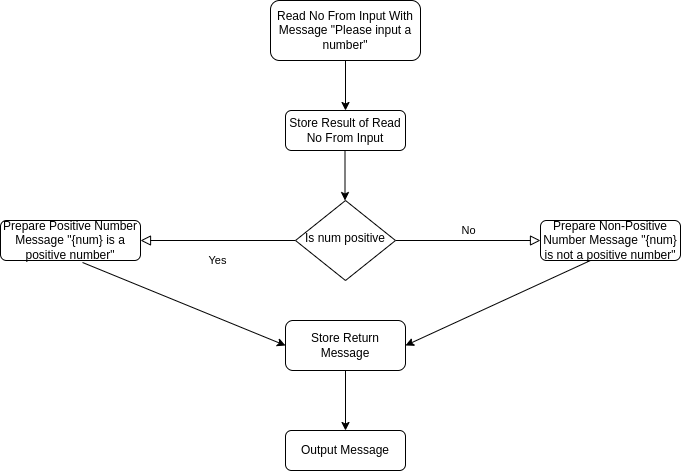 Read No From Input With
Message "Please input a
number"
Store Result of Read
No From Input
Is num positive
No
Yes
Prepare Positive Number
Message "{num} is a
positive number"
Prepare Non-Positive
Number Message "{num}
is not a positive number"
Store Return
Message
Output Message